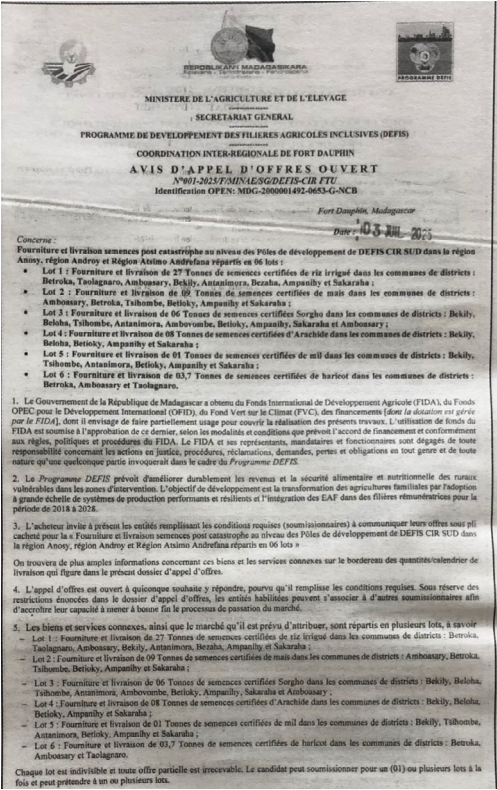 REPOBLIKAN'I MADAGASIKARA
Fitiavana - Tanindrazana - Fandrosoana
PROGRAMME DEFIS
MINISTERE DE L'AGRICULTURE ET DE L'ELEVAGE
SECRETARIAT GENERAL
PROGRAMME DE DEVELOPPEMENT DES FILIERES AGRICOLES INCLUSIVES (DEFIS)
COORDINATION INTER-REGIONALE DE FORT DAUPHIN
AVIS D'APPEL D'OFFRES OUVERT
N°001-2025/F/MINAE/SG/DEFIS-CIR FTU
Identification OPEN: MDG-2000001492-0653-G-NCB
Fort Dauphin, Madagascar
Date : 03 JUIL 2025
Concerne :
Fourniture et livraison semences post catastrophe au niveau des Pôles de développement de DEFIS CIR SUD dans la région
Anosy, région Androy et Région Atsimo Andrefana répartis en 06 lots :
• Lot 1 : Fourniture et livraison de 27 Tonnes de semences certifiées de riz irrigué dans les communes de districts :
Betroka, Taolagnaro, Amboasary, Bekily, Antanimora, Bezaha, Ampanihy et Sakaraha ;
• Lot 2 : Fourniture et livraison de 09 Tonnes de semences certifiées de mais dans les communes de districts :
Amboasary, Betroka, Tsihombe, Betioky, Ampanihy et Sakaraha ;
• Lot 3 : Fourniture et livraison de 06 Tonnes de semences certifiées Sorgho dans les communes de districts : Bekily,
Beloha, Tsihombe, Antanimora, Ambovombe, Betioky, Ampanihy, Sakaraha et Amboasary ;
• Lot 4 : Fourniture et livraison de 08 Tonnes de semences certifiées d'Arachide dans les communes de districts : Bekily,
Beloha, Betioky, Ampanihy et Sakaraha ;
• Lot 5 : Fourniture et livraison de 01 Tonnes de semences certifiées de mil dans les communes de districts : Bekily,
Tsihombe, Antanimora, Betioky, Ampanihy et Sakaraha ;
• Lot 6 : Fourniture et livraison de 03,7 Tonnes de semences certifiées de haricot dans les communes de districts :
Betroka, Amboasary et Taolagnaro.
1. Le Gouvernement de la République de Madagascar a obtenu du Fonds International de Développement Agricole (FIDA), du Fonds
OPEC pour le Développement International (OFID), du Fond Vert sur le Climat (FVC), des financements [dont la dotation est gérée
par le FIDA], dont il envisage de faire partiellement usage pour couvrir la réalisation des présents travaux. L'utilisation de fonds du
FIDA est soumise à l'approbation de ce dernier, selon les modalités et conditions que prévoit l'accord de financement et conformément
aux règles, politiques et procédures du FIDA. Le FIDA et ses représentants, mandataires et fonctionnaires sont dégagés de toute
responsabilité concernant les actions en justice, procédures, réclamations, demandes, pertes et obligations en tout genre et de toute
nature qu'une quelconque partie invoquerait dans le cadre du Programme DEFIS.
2. Le Programme DEFIS prévoit d'améliorer durablement les revenus et la sécurité alimentaire et nutritionnelle des ruraux
vulnérables dans les zones d'intervention. L'objectif de développement est la transformation des agricultures familiales par l'adoption
à grande échelle de systèmes de production performants et résilients et l'intégration des EAF dans des filières rémunératrices pour la
période de 2018 à 2028.
3. L'acheteur invite à présent les entités remplissant les conditions requises (soumissionnaires) à communiquer leurs offres sous pli
cacheté pour la « Fourniture et livraison semences post catastrophe au niveau des Pôles de développement de DEFIS CIR SUD dans
la région Anosy, région Androy et Région Atsimo Andrefana répartis en 06 lots »
On trouvera de plus amples informations concernant ces biens et les services connexes sur le bordereau des quantités/calendrier de
livraison qui figure dans le présent dossier d'appel d'offres.
4. L'appel d'offres est ouvert à quiconque souhaite y répondre, pourvu qu'il remplisse les conditions requises. Sous réserve des
restrictions énoncées dans le dossier d'appel d'offres, les entités habilitées peuvent s'associer à d'autres soumissionnaires afin
d'accroître leur capacité à mener à bonne fin le processus de passation du marché.
5. Les biens et services connexes, ainsi que le marché qu'il est prévu d'attribuer, sont répartis en plusieurs lots, à savoir
– Lot 1 : Fourniture et livraison de 27 Tonnes de semences certifiées de riz irrigué dans les communes de districts : Betroka,
Taolagnaro, Amboasary, Bekily, Antanimora, Bezaha, Ampanihy et Sakaraha ;
– Lot 2 : Fourniture et livraison de 09 Tonnes de semences certifiées de mais dans les communes de districts : Amboasary, Betroka,
Tsihombe, Betioky, Ampanihy et Sakaraha ;
– Lot 3 : Fourniture et livraison de 06 Tonnes de semences certifiées Sorgho dans les communes de districts : Bekily, Beloha,
Tsihombe, Antanimora, Ambovombe, Betioky, Ampanihy, Sakaraha et Amboasary ;
– Lot 4 : Fourniture et livraison de 08 Tonnes de semences certifiées d'Arachide dans les communes de districts : Bekily, Beloha,
Betioky, Ampanihy et Sakaraha ;
– Lot 5 : Fourniture et livraison de 01 Tonnes de semences certifiées de mil dans les communes de districts : Bekily, Tsihombe,
Antanimora, Betioky, Ampanihy et Sakaraha ;
– Lot 6 : Fourniture et livraison de 03,7 Tonnes de semences certifiées de haricot dans les communes de districts : Betroka,
Amboasary et Taolagnaro.
Chaque lot est indivisible et toute offre partielle est irrecevable. Le candidat peut soumissionner pour un (01) ou plusieurs lots à la
fois et peut prétendre à un ou plusieurs lots.